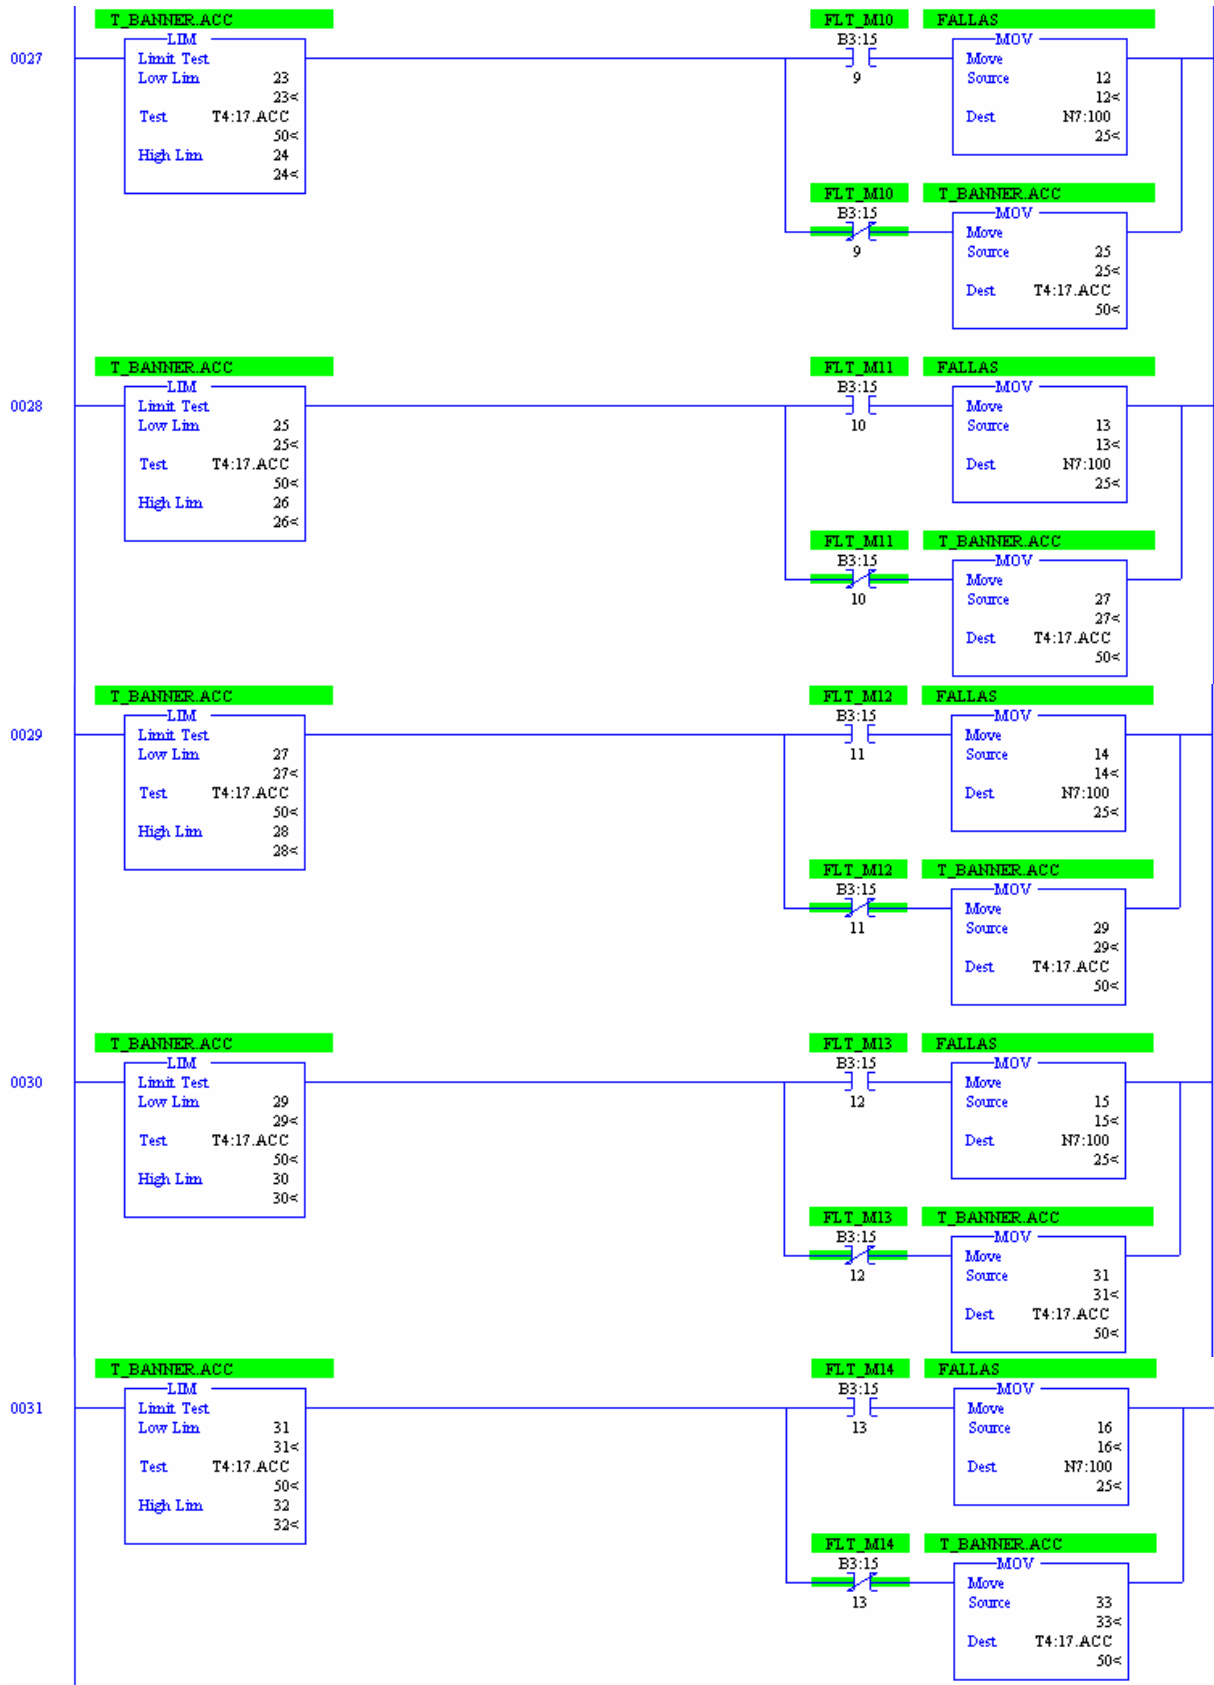 T_BANNER.ACC
LIM
0027
Limit Test
Low Lim 23
23<
Test T4:17.ACC
50<
High Lim 24
24<
FLT_M10
B3:15
9
FALLAS
MOV
Move
Source 12
12<
Dest N7:100
25<
FLT_M10
B3:15
9
T_BANNER.ACC
MOV
Move
Source 25
25<
Dest T4:17.ACC
50<
T_BANNER.ACC
LIM
0028
Limit Test
Low Lim 25
25<
Test T4:17.ACC
50<
High Lim 26
26<
FLT_M11
B3:15
10
FALLAS
MOV
Move
Source 13
13<
Dest N7:100
25<
FLT_M11
B3:15
10
T_BANNER.ACC
MOV
Move
Source 27
27<
Dest T4:17.ACC
50<
T_BANNER.ACC
LIM
0029
Limit Test
Low Lim 27
27<
Test T4:17.ACC
50<
High Lim 28
28<
FLT_M12
B3:15
11
FALLAS
MOV
Move
Source 14
14<
Dest N7:100
25<
FLT_M12
B3:15
11
T_BANNER.ACC
MOV
Move
Source 29
29<
Dest T4:17.ACC
50<
T_BANNER.ACC
LIM
0030
Limit Test
Low Lim 29
29<
Test T4:17.ACC
50<
High Lim 30
30<
FLT_M13
B3:15
12
FALLAS
MOV
Move
Source 15
15<
Dest N7:100
25<
FLT_M13
B3:15
12
T_BANNER.ACC
MOV
Move
Source 31
31<
Dest T4:17.ACC
50<
T_BANNER.ACC
LIM
0031
Limit Test
Low Lim 31
31<
Test T4:17.ACC
50<
High Lim 32
32<
FLT_M14
B3:15
13
FALLAS
MOV
Move
Source 16
16<
Dest N7:100
25<
FLT_M14
B3:15
13
T_BANNER.ACC
MOV
Move
Source 33
33<
Dest T4:17.ACC
50<